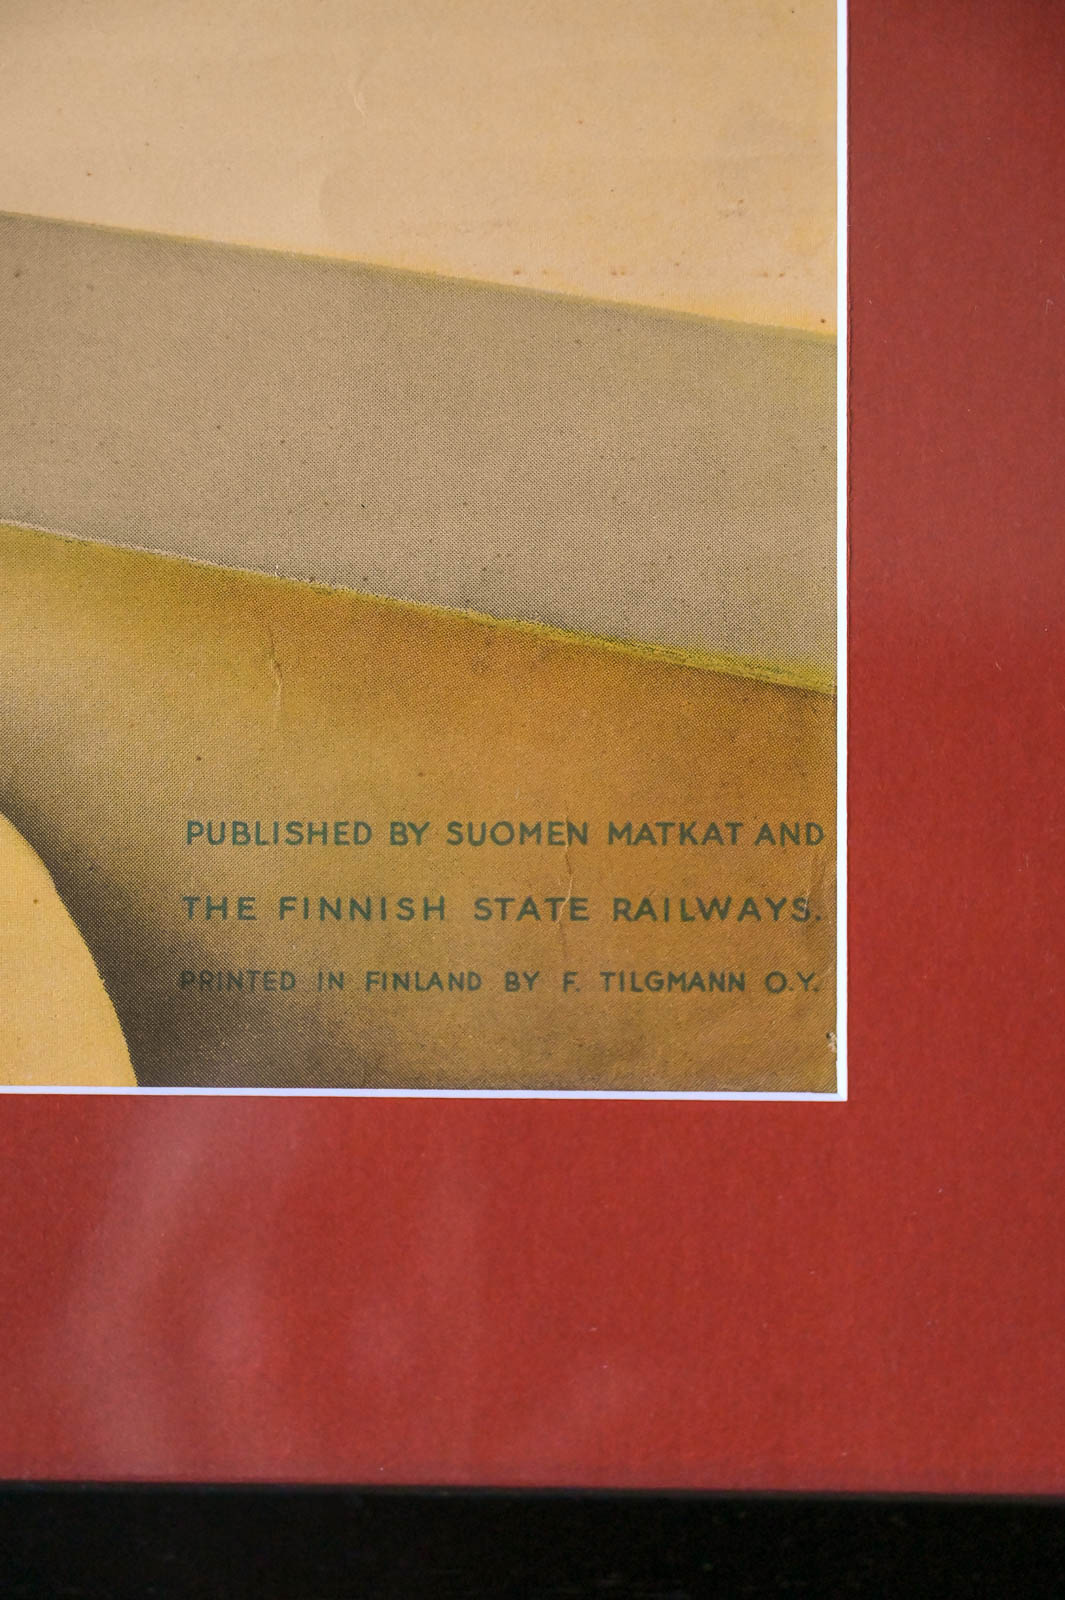 PUBLISHED BY SUOMEN MATKAT AND
THE FINNISH STATE RAILWAYS.
PRINTED IN FINLAND BY F. TILGMANN O.Y.